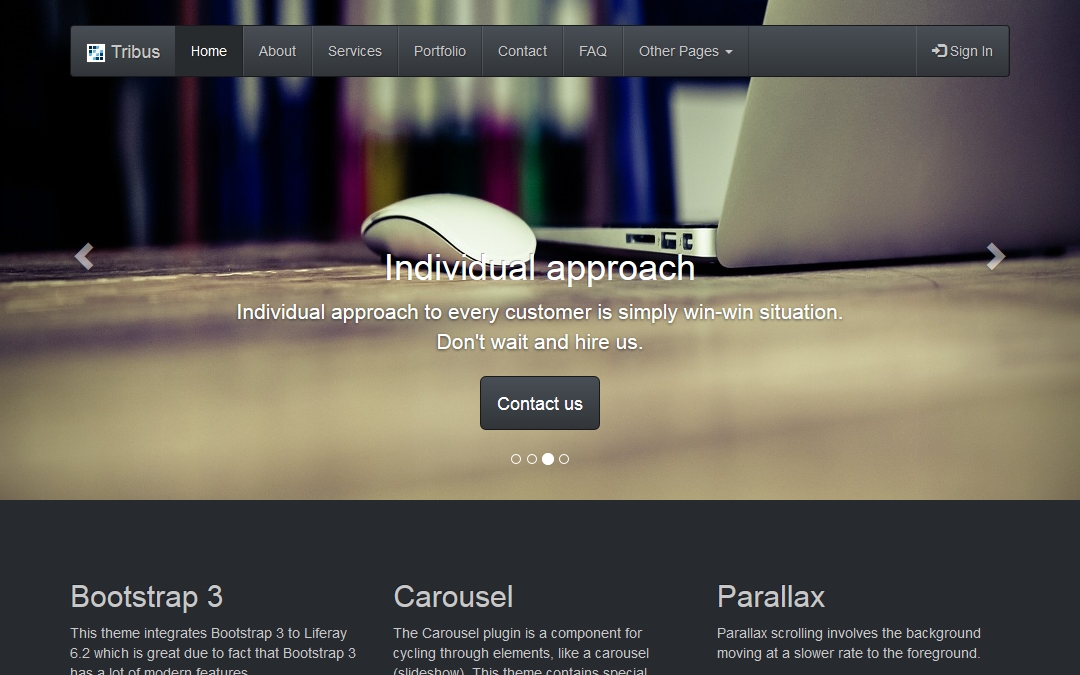 Tribus Home About Services Portfolio Contact FAQ Other Pages Sign In
Individual approach
Individual approach to every customer is simply win-win situation.
Don't wait and hire us.
Contact us
Bootstrap 3
This theme integrates Bootstrap 3 to Liferay
6.2 which is great due to fact that Bootstrap 3
has a lot of modern features.
Carousel
The Carousel plugin is a component for
cycling through elements, like a carousel
(slideshow). This theme contains special
Parallax
Parallax scrolling involves the background
moving at a slower rate to the foreground.